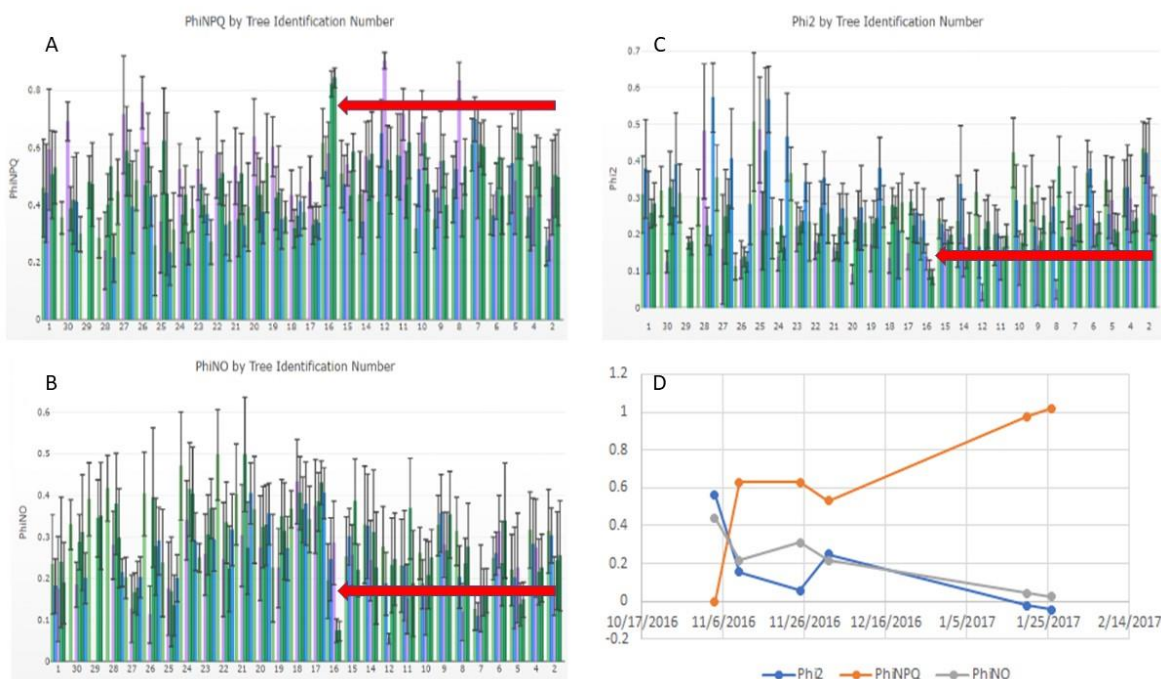 PhiNPQ by Tree Identification Number
A
0.8
0.6
0.4
0.2
0
PhiNPQ
1 30 29 28 27 26 25 24 23 22 21 20 19 18 17 16 15 14 12 11 10 9 8 7 6 5 4 2
Phi2 by Tree Identification Number
C
0.7
0.6
0.5
0.4
0.3
0.2
0.1
0
Phi2
1 30 29 28 27 26 25 24 23 22 21 20 19 18 17 16 15 14 12 11 10 9 8 7 6 5 4 2
PhiNO by Tree Identification Number
B
0.6
0.5
0.4
0.3
0.2
0.1
0
PhiNO
1 30 29 28 27 26 25 24 23 22 21 20 19 18 17 16 15 14 12 11 10 9 8 7 6 5 4 2
D
1.2
1
0.8
0.6
0.4
0.2
0
10/17/2016 11/6/2016 11/26/2016 12/16/2016 1/5/2017 1/25/2017 2/14/2017
-0.2
Phi2 PhiNPQ PhiNO